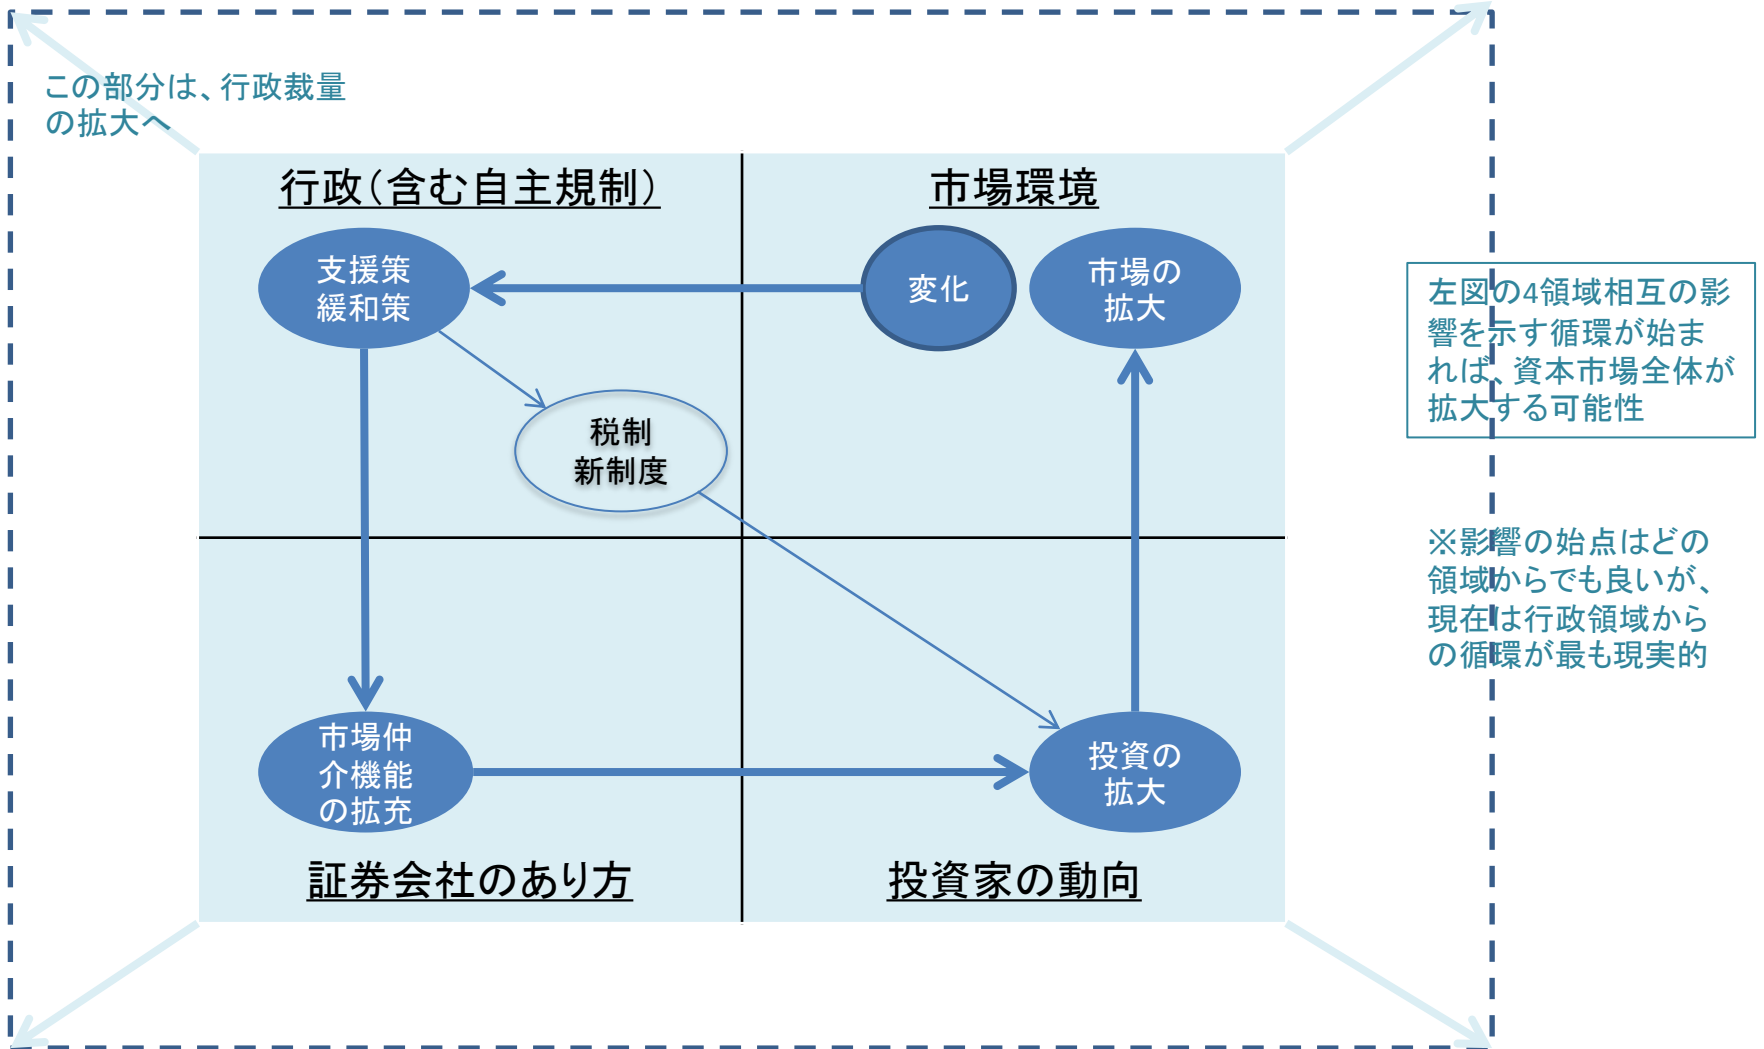 この部分は、行政裁量
の拡大へ
行政(含む自主規制)
市場環境
支援策
緩和策
変化
市場の
拡大
税制
新制度
市場仲
介機能
の拡充
投資の
拡大
証券会社のあり方
投資家の動向
左図の4領域相互の影
響を示す循環が始ま
れば、資本市場全体が
拡大する可能性
※影響の始点はどの
領域からでも良いが、
現在は行政領域から
の循環が最も現実的